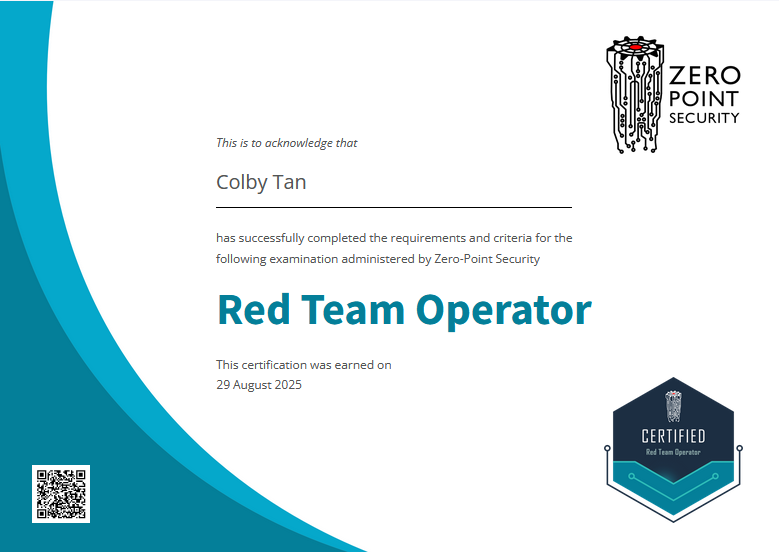 ZERO
POINT
SECURITY
This is to acknowledge that
Colby Tan
has successfully completed the requirements and criteria for the
following examination administered by Zero-Point Security
Red Team Operator
This certification was earned on
29 August 2025
CERTIFIED
Red Team Operator